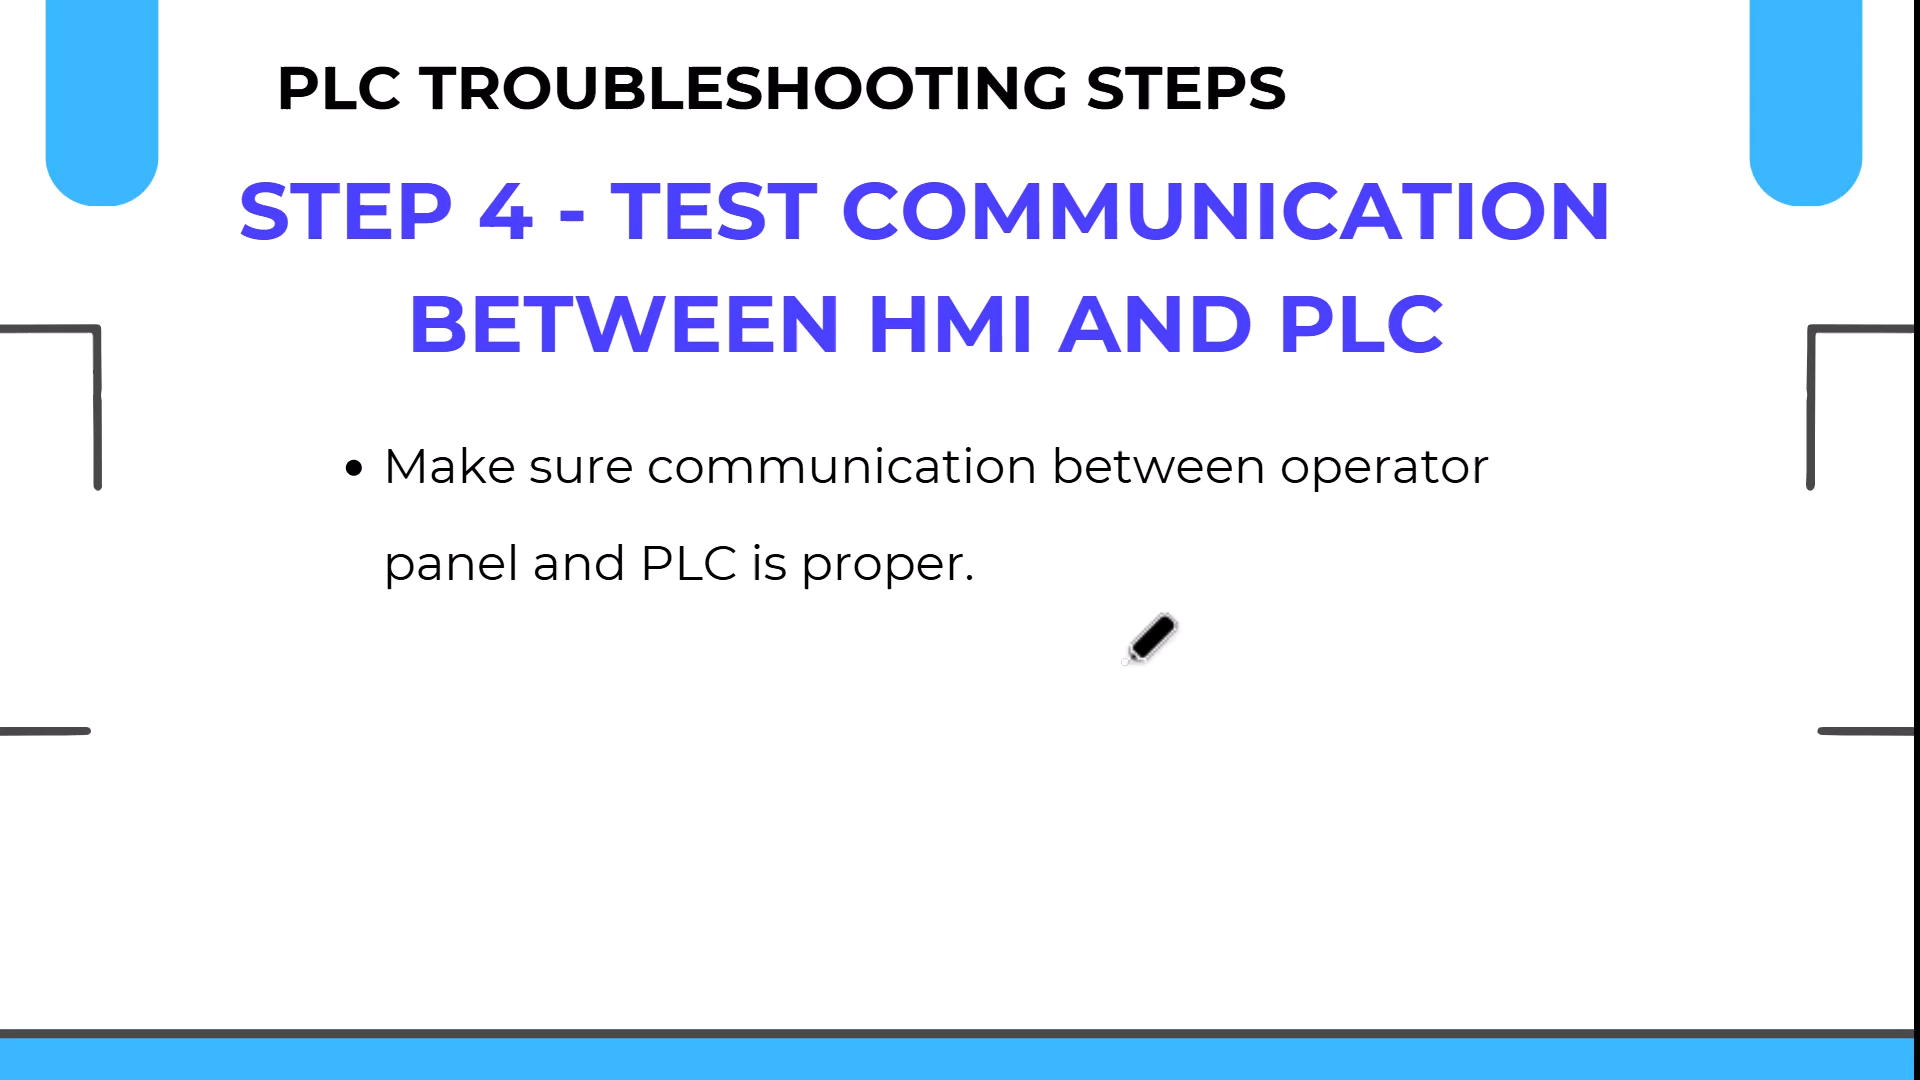 PLC TROUBLESHOOTING STEPS
STEP 4 - TEST COMMUNICATION
BETWEEN HMI AND PLC
• Make sure communication between operator
panel and PLC is proper.